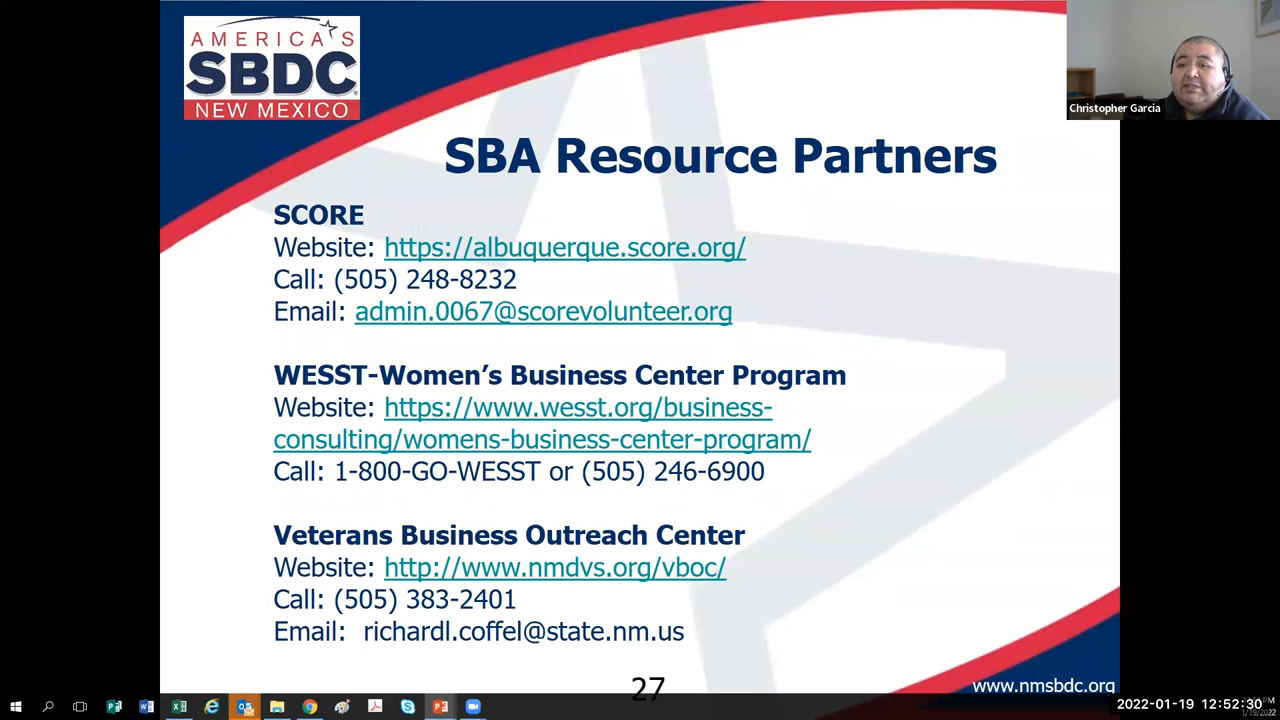 AMERICA'S
SBDC
NEW MEXICO
Christopher Garcia
SBA Resource Partners
SCORE
Website: https://albuquerque.score.org/
Call: (505) 248-8232
Email: admin.0067@scorevolunteer.org
WESST-Women's Business Center Program
Website: https://www.wesst.org/business-
consulting/womens-business-center-program/
Call: 1-800-GO-WESST or (505) 246-6900
Veterans Business Outreach Center
Website: http://www.nmdvs.org/vboc/
Call: (505) 383-2401
Email: richardl.coffel@state.nm.us
27
www.nmsbdc.org
2022-01-19 12:52:30